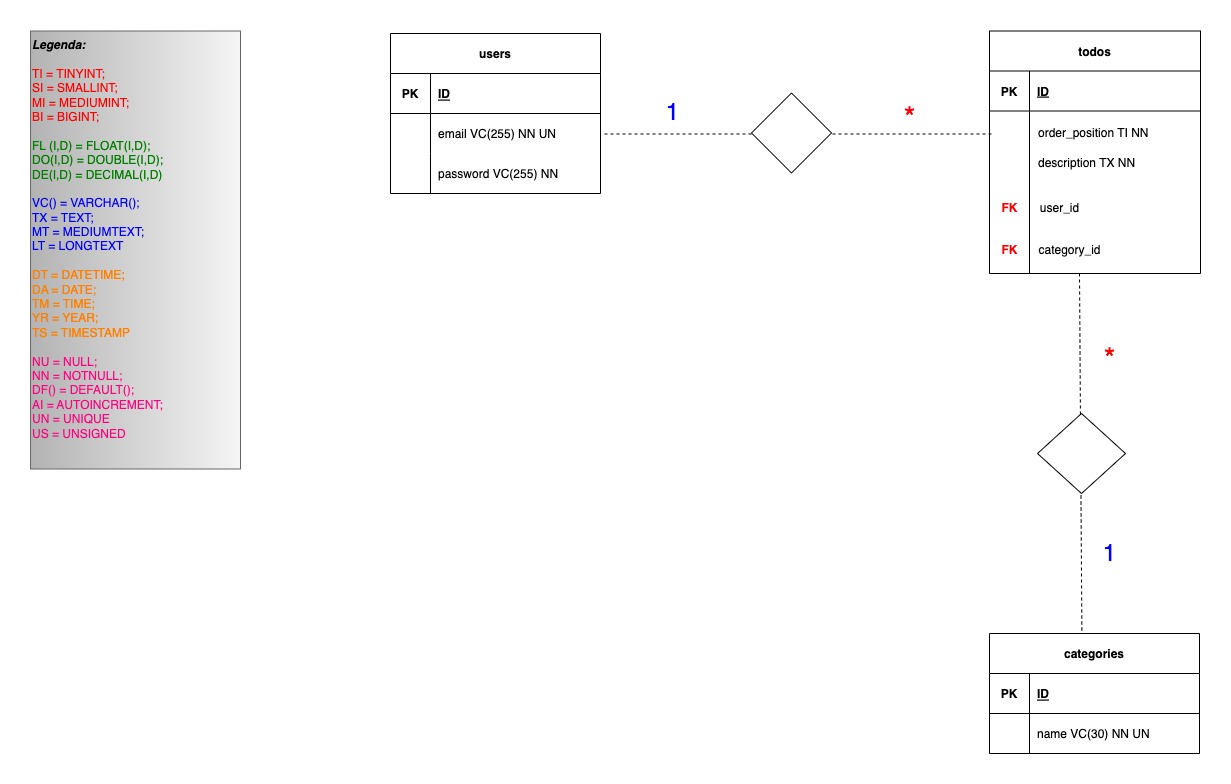 Legenda:
TI = TINYINT;
SI = SMALLINT;
MI = MEDIUMINT;
BI = BIGINT;
FL (I,D) = FLOAT(I,D);
DO(I,D) = DOUBLE(I,D);
DE(I,D) = DECIMAL(I,D)
VC() = VARCHAR();
TX = TEXT;
MT = MEDIUMTEXT;
LT = LONGTEXT
DT = DATETIME;
DA = DATE;
TM = TIME;
YR = YEAR;
TS = TIMESTAMP
NU = NULL;
NN = NOTNULL;
DF() = DEFAULT();
AI = AUTOINCREMENT;
UN = UNIQUE
US = UNSIGNED
users
PK ID
email VC(255) NN UN
password VC(255) NN
1
*
todos
PK ID
order_position TI NN
description TX NN
FK user_id
FK category_id
*
1
categories
PK ID
name VC(30) NN UN